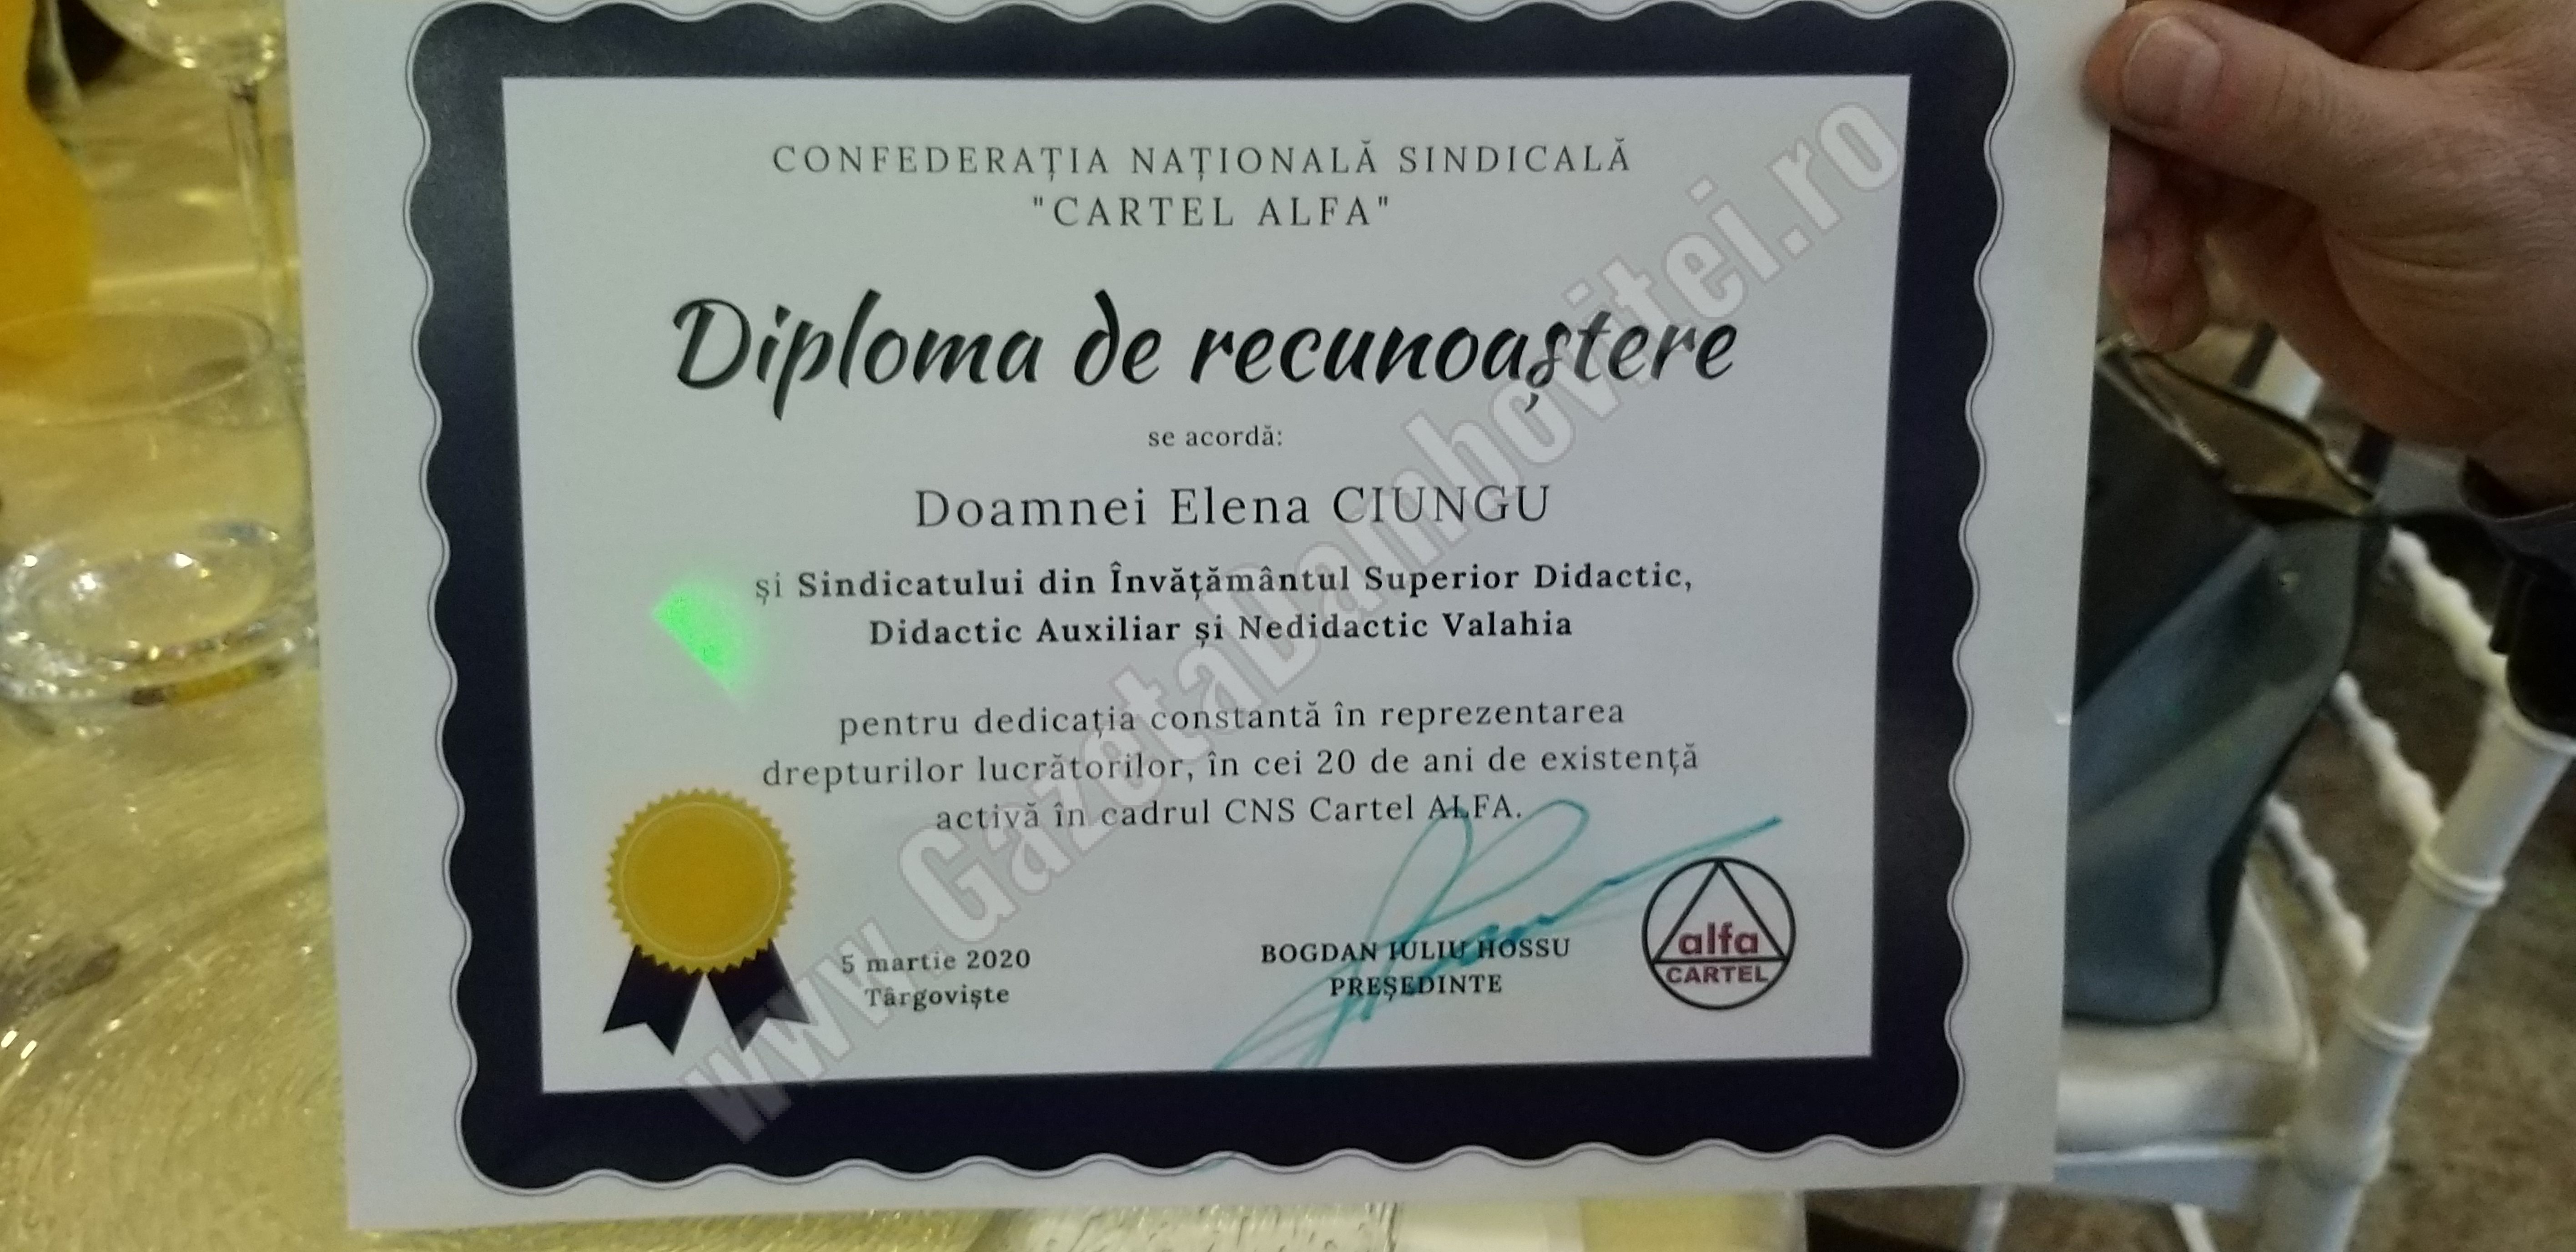 CONFEDERAȚIA NAȚIONALĂ SINDICALĂ
"CARTEL ALFA"
Diploma de recunoaștere
se acordă:
Doamnei Elena CIUNGU
și Sindicatului din Învățământul Superior Didactic,
Didactic Auxiliar și Nedidactic Valahia
pentru dedicația constantă în reprezentarea
drepturilor lucrătorilor, în cei 20 de ani de existență
activă în cadrul CNS Cartel ALFA.
5 martie 2020
Târgoviște
BOGDAN IULIU HOSSU
PREȘEDINTE
alfa
CARTEL
www.GazetaDambovitei.ro